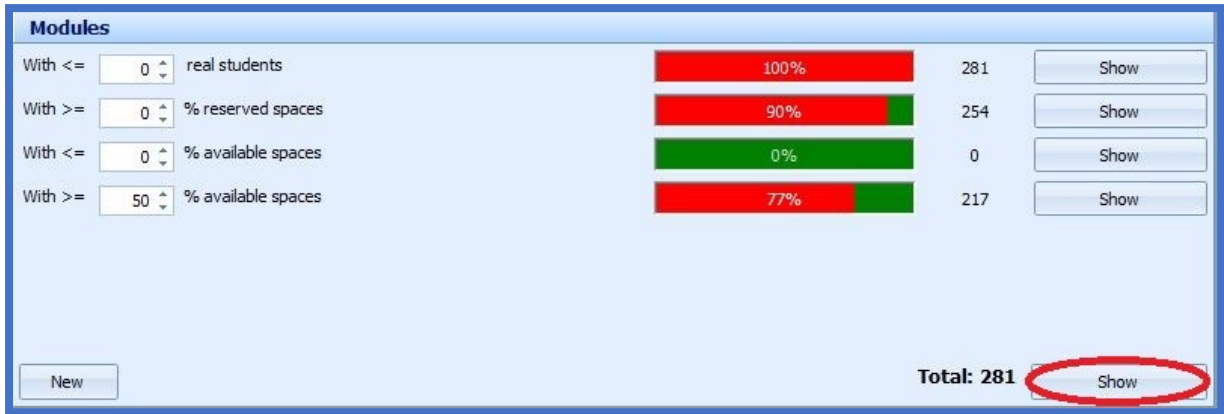 Modules
With <= 0 real students 100% 281 Show
With >= 0 % reserved spaces 90% 254 Show
With <= 0 % available spaces 0% 0 Show
With >= 50 % available spaces 77% 217 Show
New Total: 281 Show